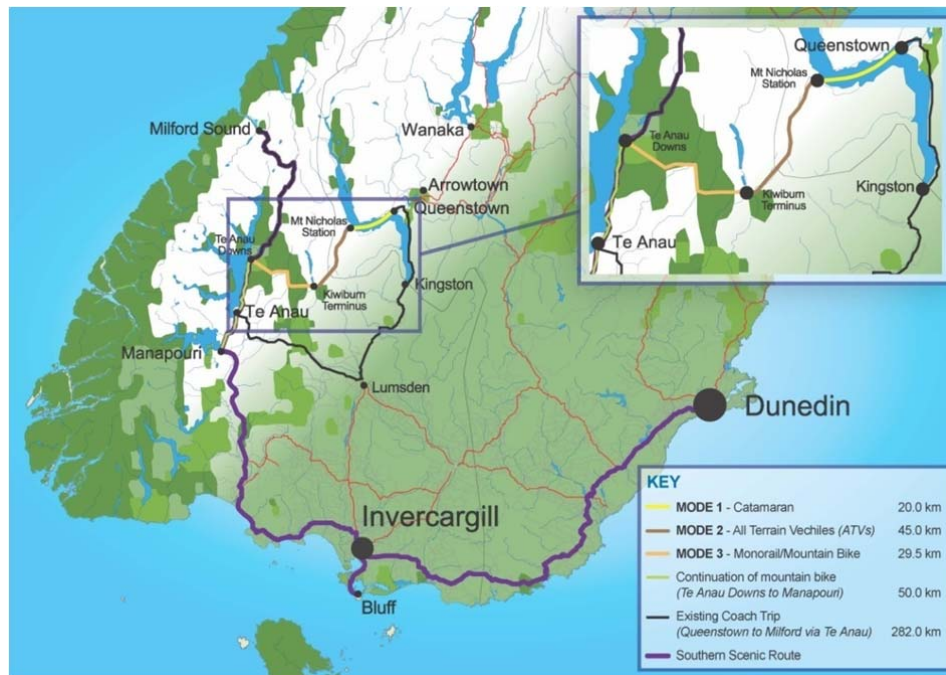 Milford Sound
Wanaka
Arrowtown
Queenstown
Mt Nicholas
Station
Te Anau
Downs
Kiwiburn
Terminus
Kingston
Te Anau
Manapouri
Lumsden
Dunedin
Invercargill
Bluff
Queenstown
Mt Nicholas
Station
Te Anau
Downs
Kiwiburn
Terminus
Kingston
Te Anau
KEY
MODE 1 - Catamaran 20.0 km
MODE 2 - All Terrain Vechiles (ATVs) 45.0 km
MODE 3 - Monorail/Mountain Bike 29.5 km
Continuation of mountain bike
(Te Anau Downs to Manapouri) 50.0 km
Existing Coach Trip
(Queenstown to Milford via Te Anau) 282.0 km
Southern Scenic Route